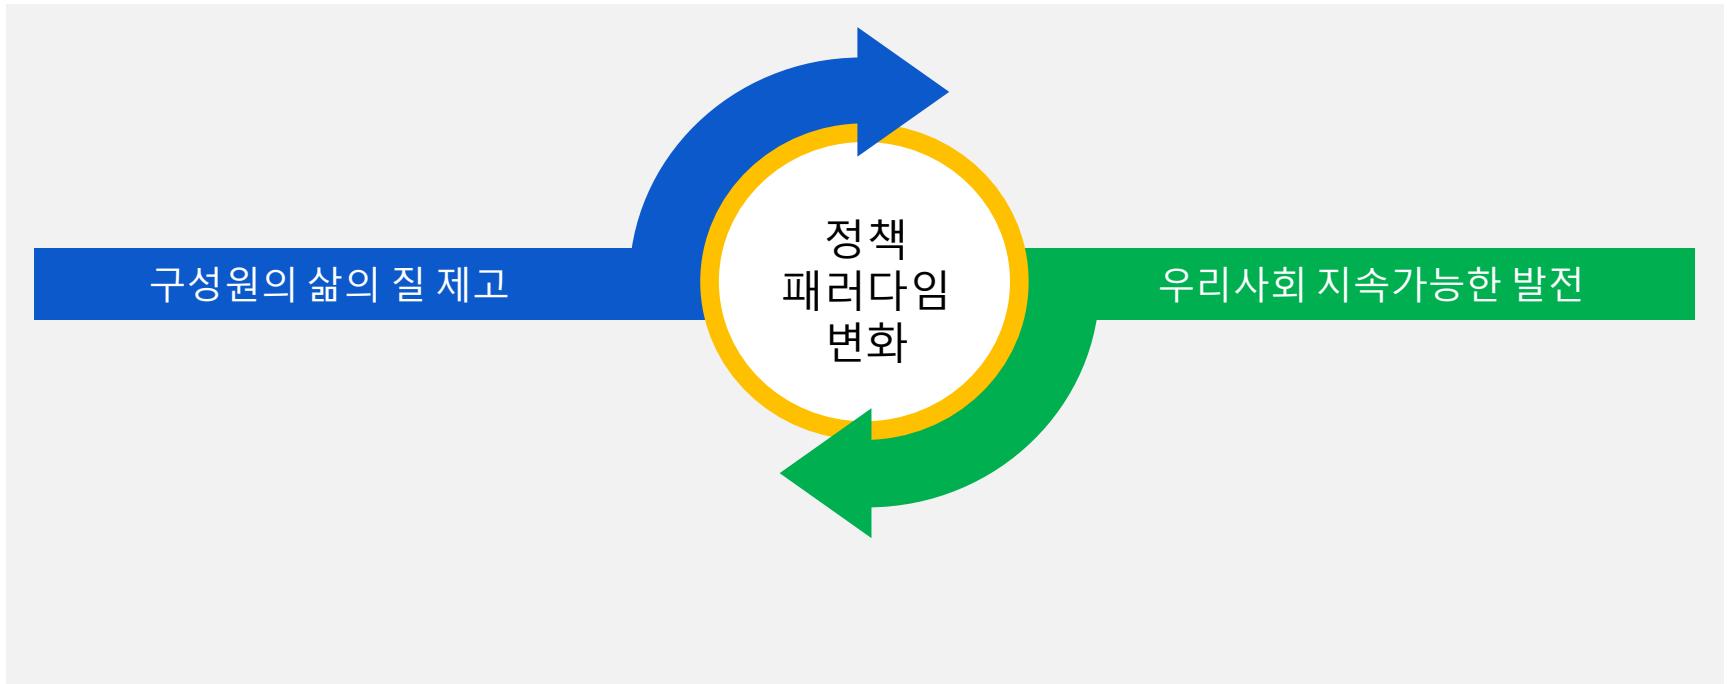 정책
패러다임
변화
구성원의 삶의 질 제고
우리사회 지속가능한 발전